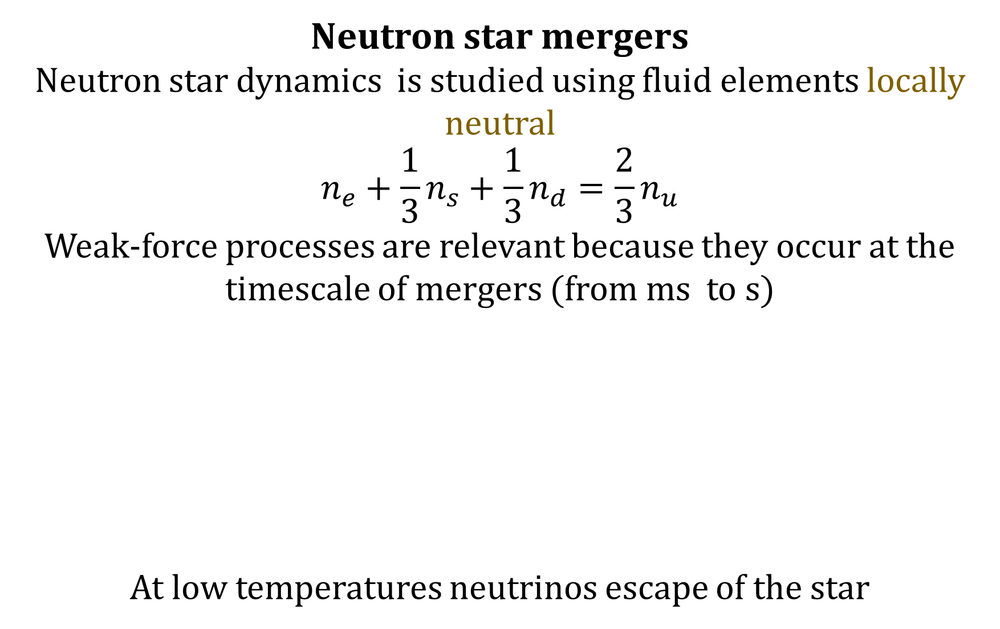 Neutron star mergers
Neutron star dynamics  is studied using fluid elements locally
neutral
n_e + \frac{1}{3} n_s + \frac{1}{3} n_d = \frac{2}{3} n_u
Weak-force processes are relevant because they occur at the
timescale of mergers (from ms  to s)
At low temperatures neutrinos escape of the star